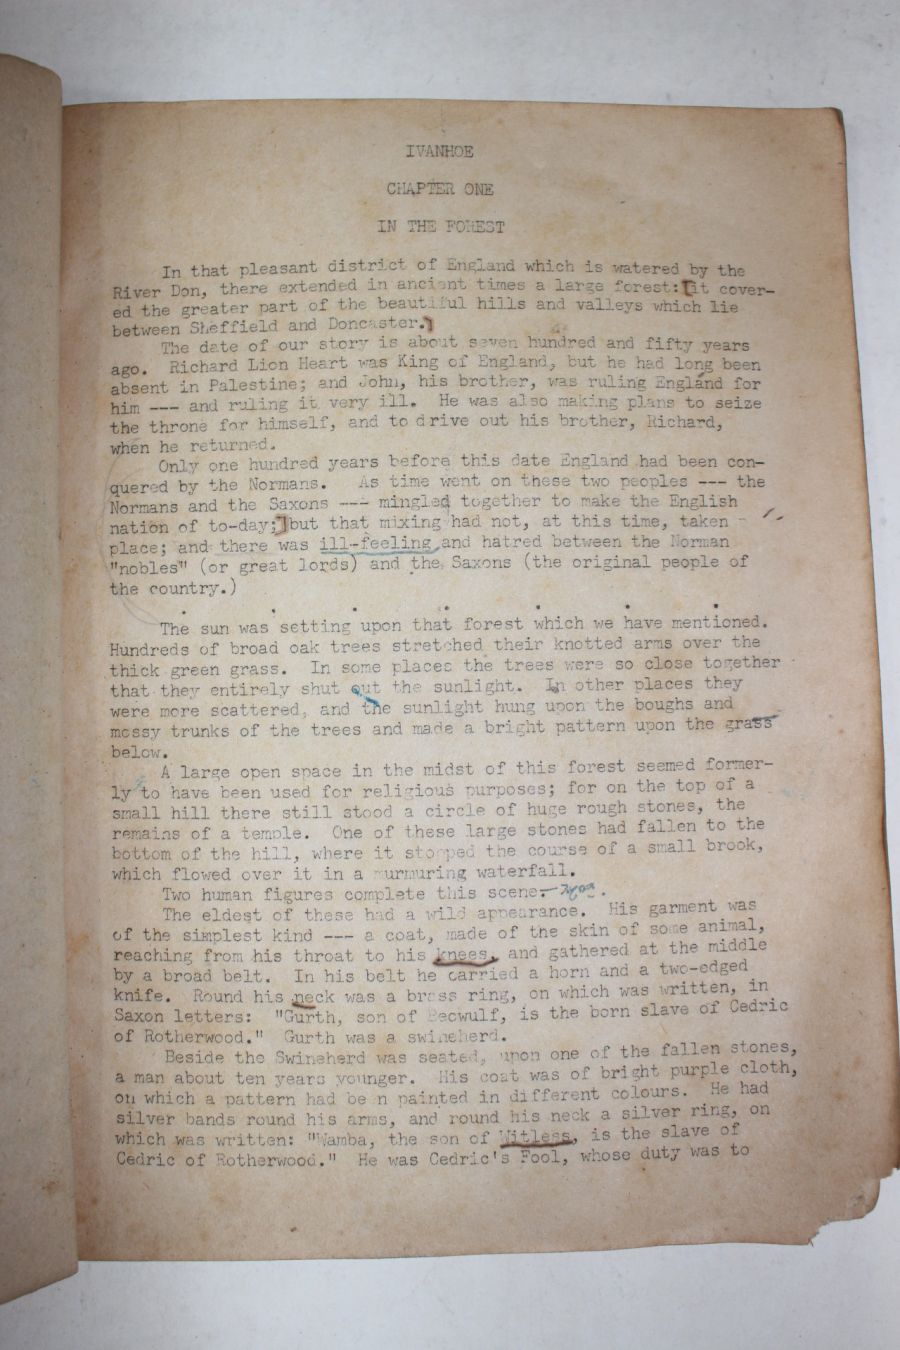 IVANHOE
CHAPTER ONE
IN THE FOREST
In that pleasant district of England which is watered by the
River Don, there extended in ancient times a large forest: [it cover-
ed the greater part of the beautiful hills and valleys which lie
between Sheffield and Doncaster.]
The date of our story is about seven hundred and fifty years
ago. Richard Lion Heart was King of England, but he had long been
absent in Palestine; and John, his brother, was ruling England for
him --- and ruling it very ill. He was also making plans to seize
the throne for himself, and to drive out his brother, Richard,
when he returned.
Only one hundred years before this date England had been con-
quered by the Normans. As time went on these two peoples --- the
Normans and the Saxons --- mingled together to make the English
nation of to-day;]but that mixing had not, at this time, taken
place; and there was ill-feeling and hatred between the Norman
"nobles" (or great lords) and the Saxons (the original people of
the country.)
. . . . . . .
The sun was setting upon that forest which we have mentioned.
Hundreds of broad oak trees stretched their knotted arms over the
thick green grass. In some places the trees were so close together
that they entirely shut out the sunlight. In other places they
were more scattered, and the sunlight hung upon the boughs and
mossy trunks of the trees and made a bright pattern upon the grass
below.
A large open space in the midst of this forest seemed former-
ly to have been used for religious purposes; for on the top of a
small hill there still stood a circle of huge rough stones, the
remains of a temple. One of these large stones had fallen to the
bottom of the hill, where it stopped the course of a small brook,
which flowed over it in a murmuring waterfall.
Two human figures complete this scene.
The eldest of these had a wild appearance. His garment was
of the simplest kind --- a coat, made of the skin of some animal,
reaching from his throat to his knees, and gathered at the middle
by a broad belt. In his belt he carried a horn and a two-edged
knife. Round his neck was a brass ring, on which was written, in
Saxon letters: "Gurth, son of Beowulf, is the born slave of Cedric
of Rotherwood." Gurth was a swineherd.
Beside the Swineherd was seated, upon one of the fallen stones,
a man about ten years younger. His coat was of bright purple cloth,
on which a pattern had be n painted in different colours. He had
silver bands round his arms, and round his neck a silver ring, on
which was written: "Wamba, the son of Witless, is the slave of
Cedric of Rotherwood." He was Cedric's Fool, whose duty was to